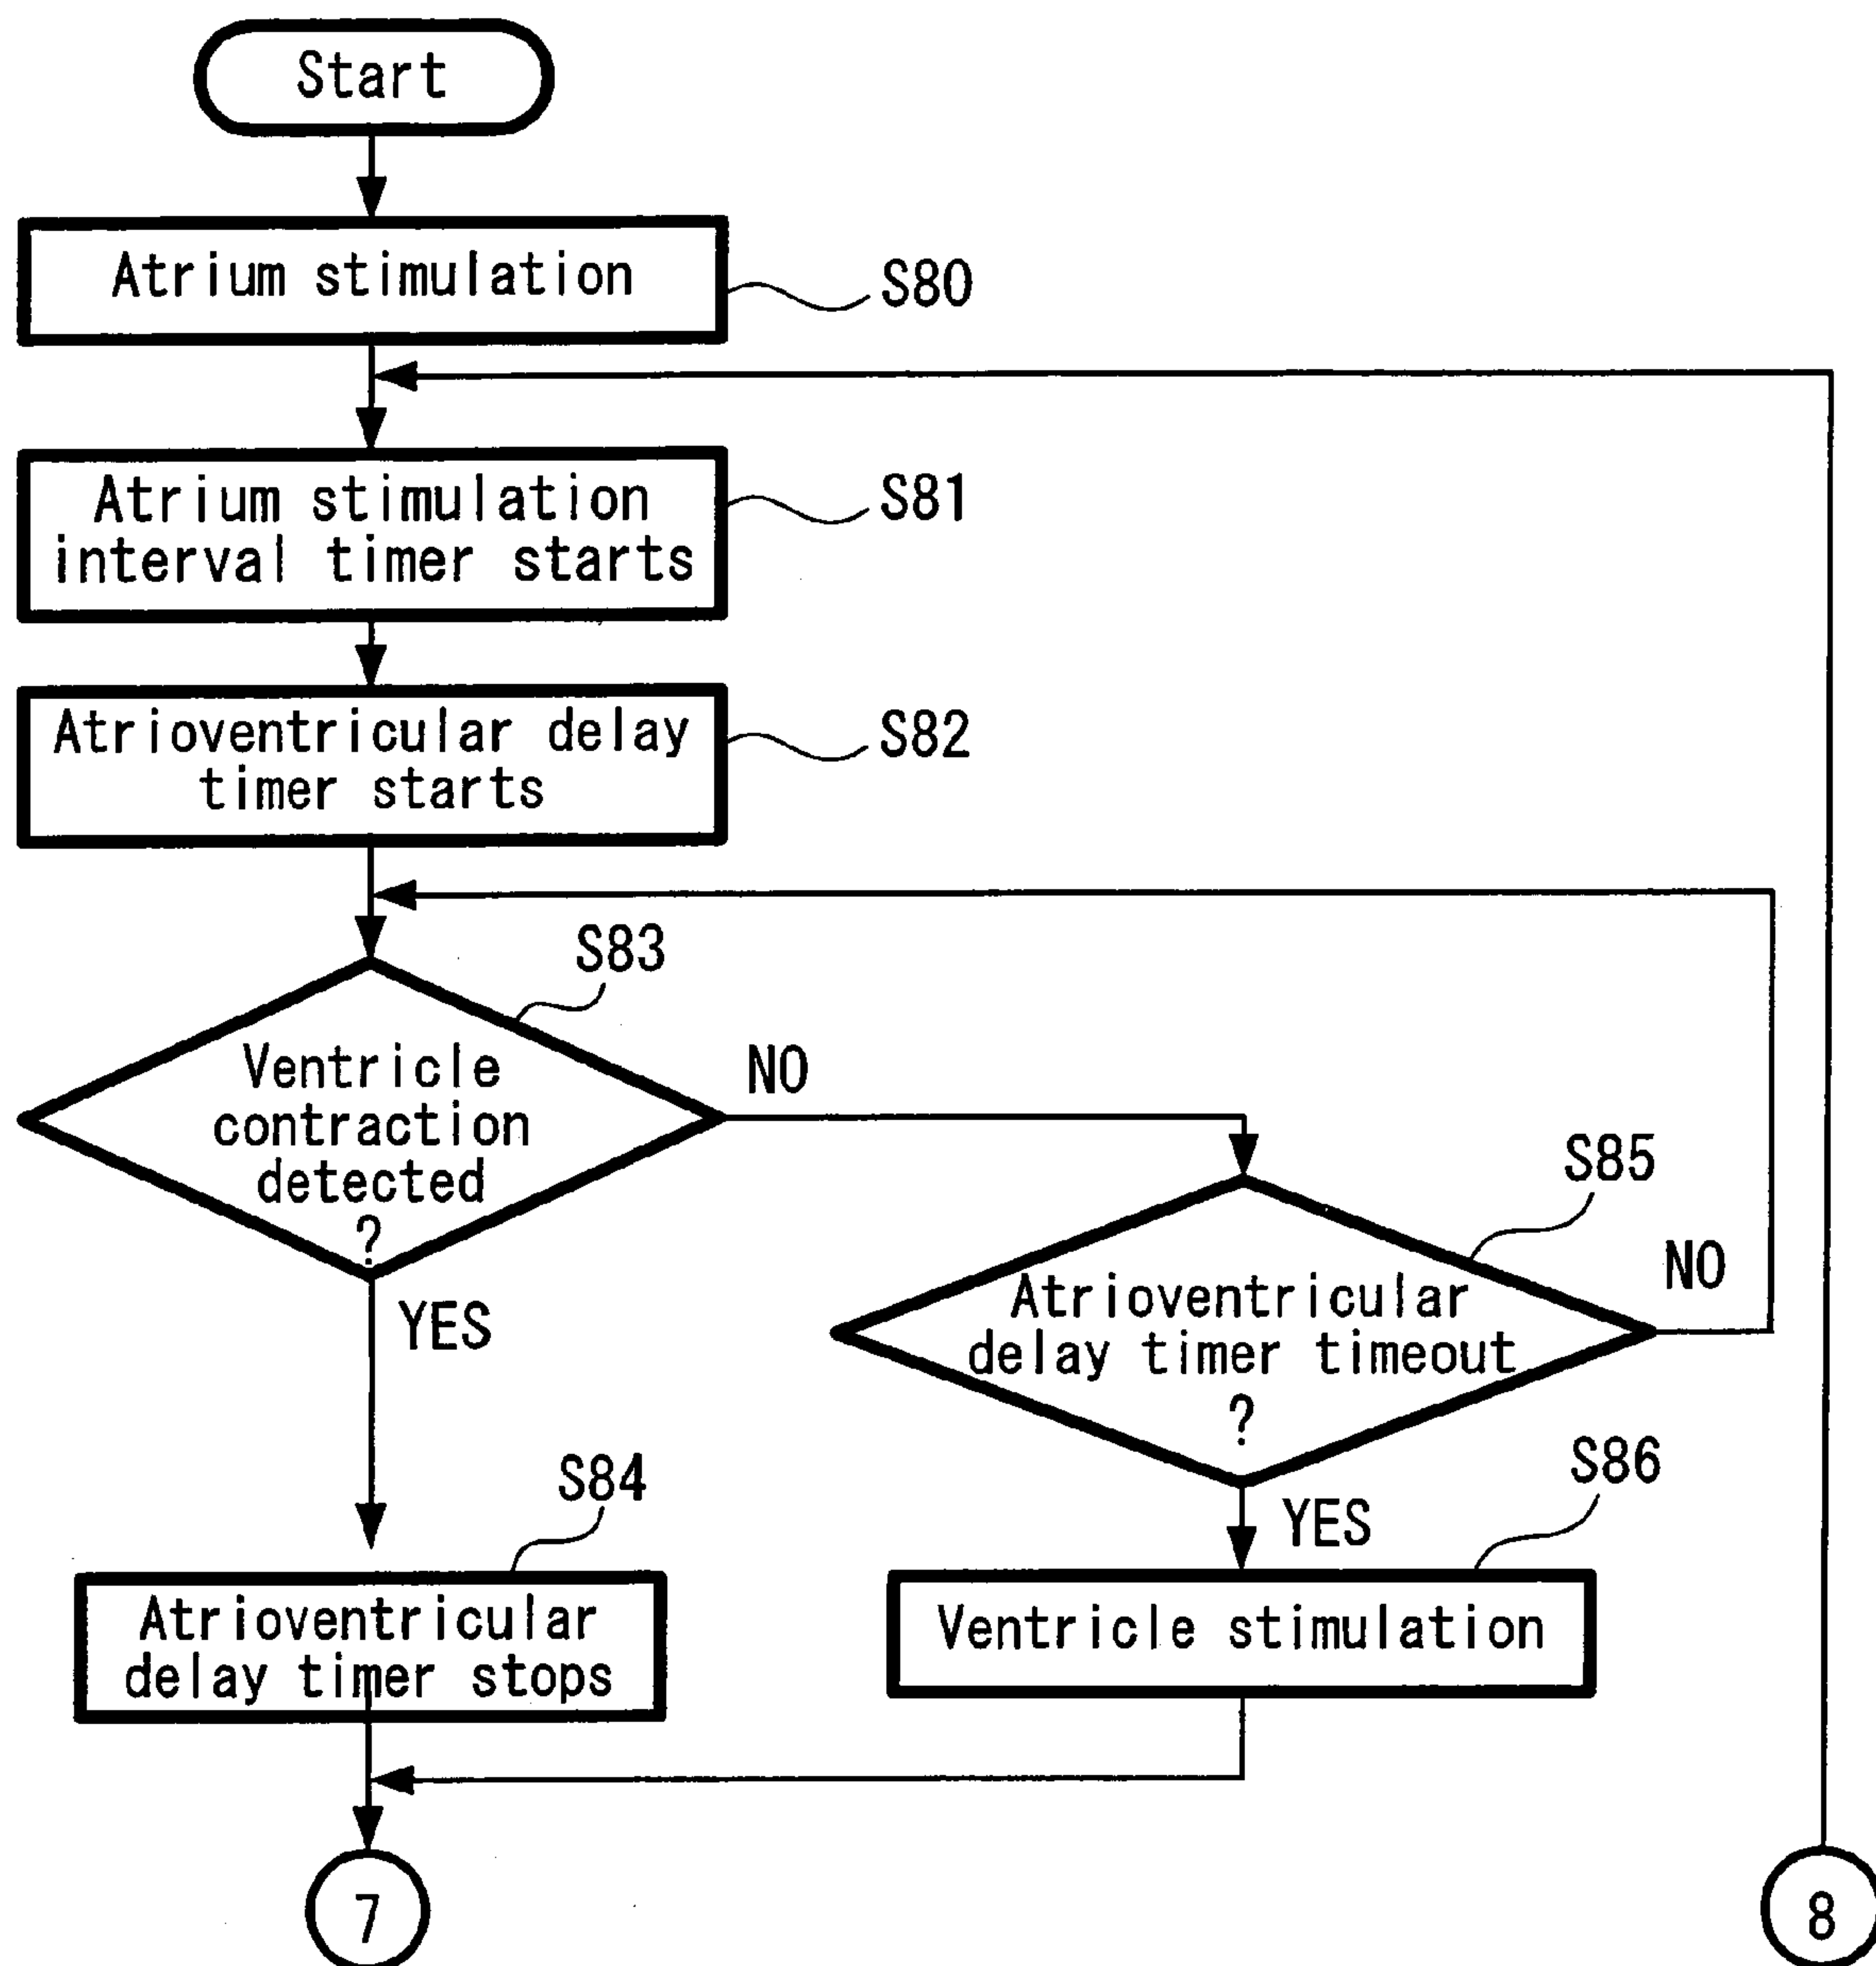 Start
Atrium stimulation
S80
Atrium stimulation
interval timer starts
S81
Atrioventricular delay
timer starts
S82
S83
Ventricle
contraction
detected
?
NO
YES
S85
Atrioventricular
delay timer timeout
?
NO
YES
S84
Atrioventricular
delay timer stops
S86
Ventricle stimulation
7
8